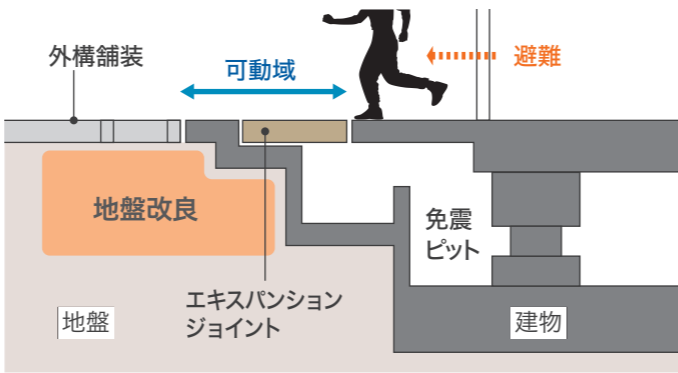 外構舗装
可動域
避難
地盤改良
免震
ピット
エキスパンション
ジョイント
地盤
建物